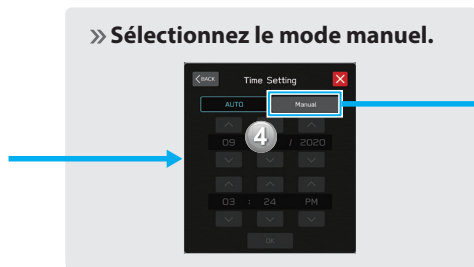 » Sélectionnez le mode manuel.
< BACK Time Setting X
AUTO Manual
4
09 / 2020
03 : 24 PM
OK